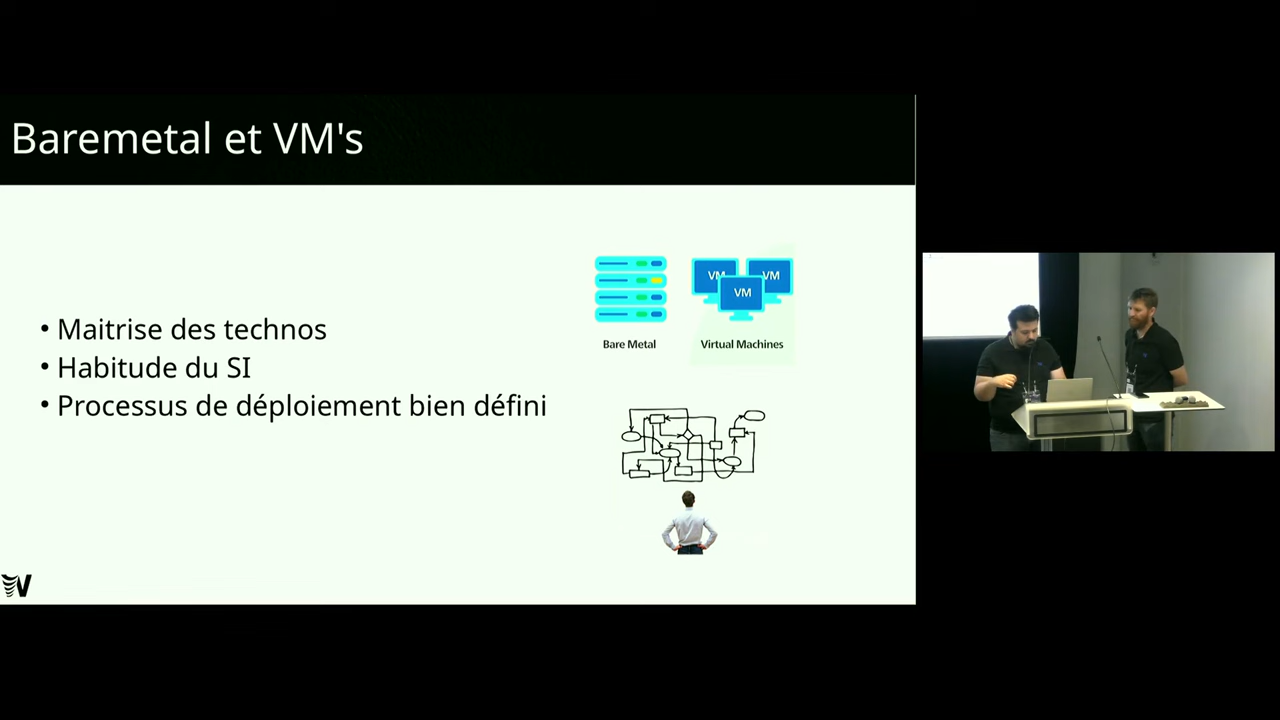 Baremetal et VM's
VM VM
VM
Bare Metal
Virtual Machines
• Maitrise des technos
• Habitude du SI
• Processus de déploiement bien défini